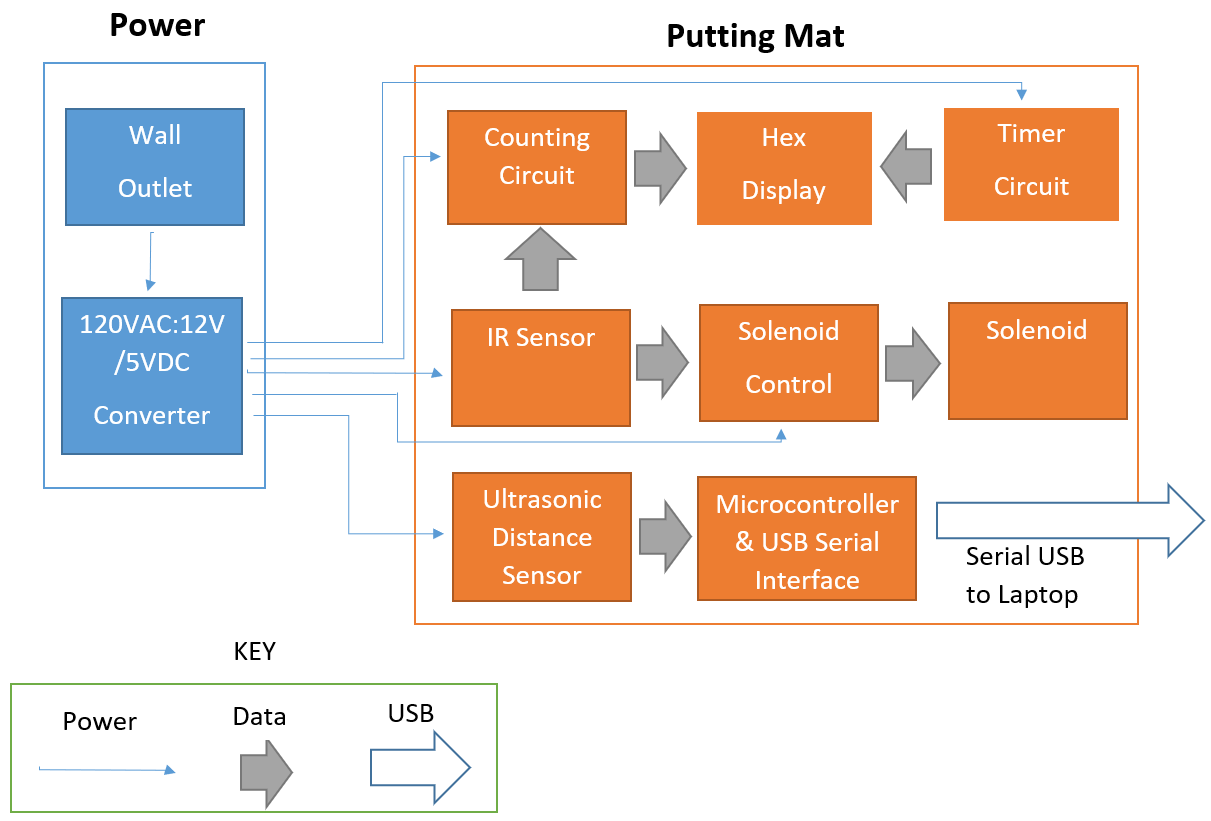 Power
Putting Mat
Wall
Outlet
120VAC:12V
/5VDC
Converter
Counting
Circuit
Hex
Display
Timer
Circuit
IR Sensor
Solenoid
Control
Solenoid
Ultrasonic
Distance
Sensor
Microcontroller
& USB Serial
Interface
Serial USB
to Laptop
KEY
Power
Data
USB